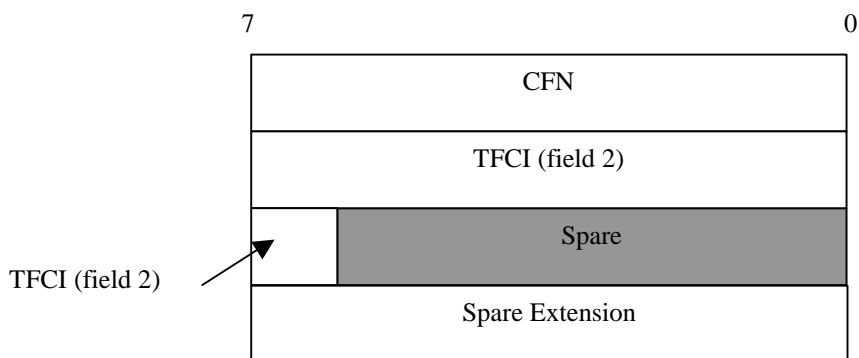 7 0
CFN
TFCI (field 2)
Spare
TFCI (field 2)
Spare Extension